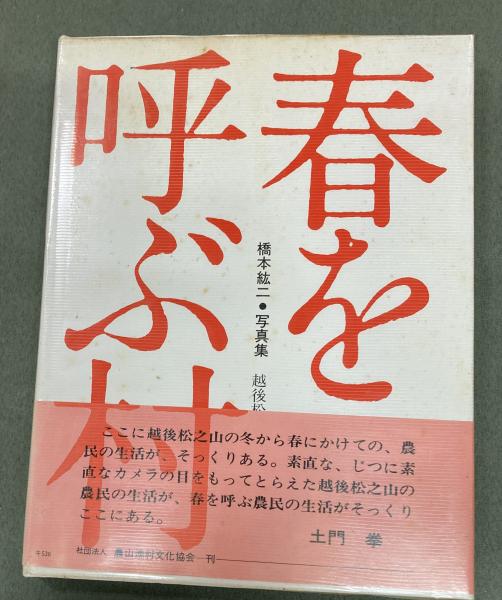 春を
呼ぶ村
橋本紘二●写真集
越後松
ここに越後松之山の冬から春にかけての、農
民の生活が、そっくりある。素直な、じつに素
直なカメラの目をもってとらえた越後松之山の
農民の生活が、春を呼ぶ農民の生活がそっくり
ここにある。
土門 拳
社団法人 農山漁村文化協会─刊